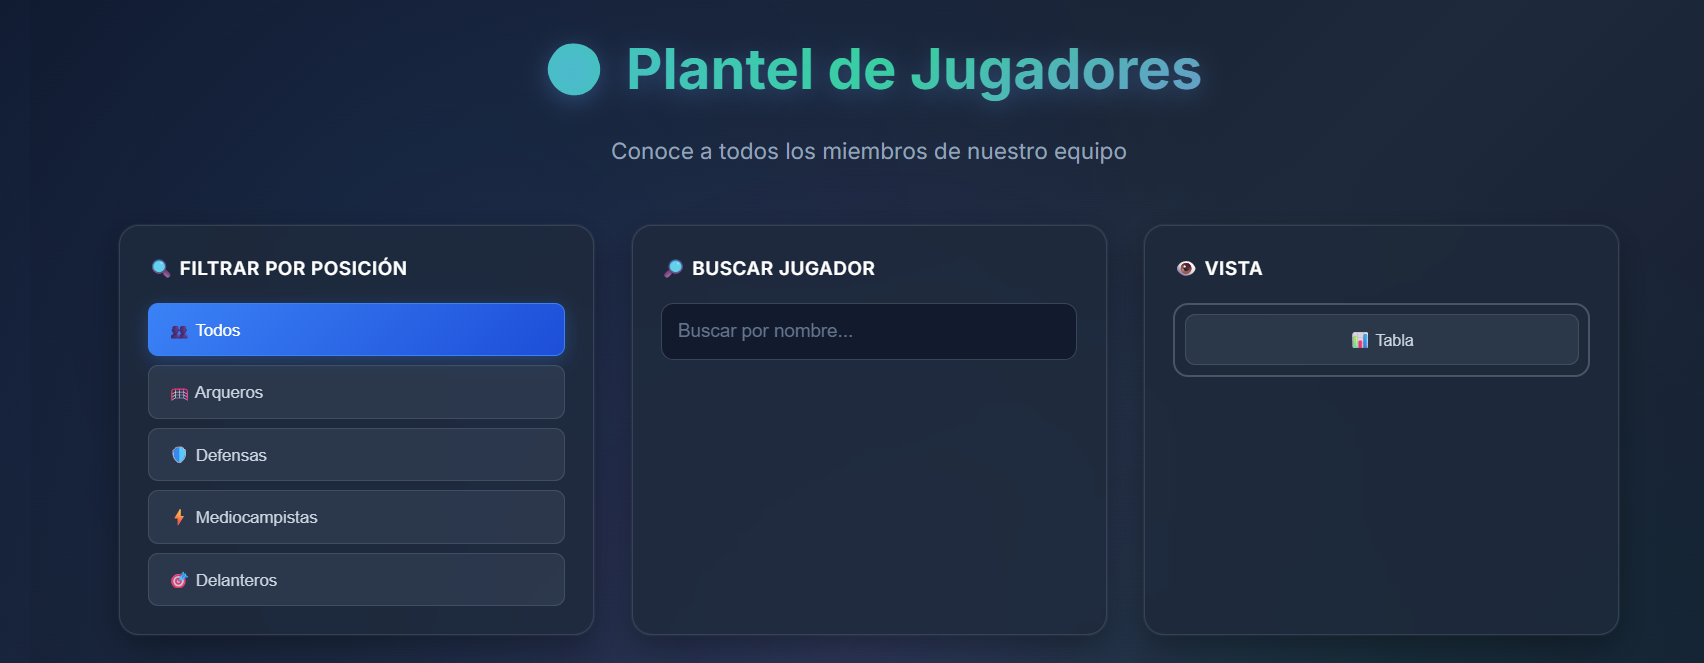 Plantel de Jugadores
Conoce a todos los miembros de nuestro equipo
FILTRAR POR POSICIÓN
Todos
Arqueros
Defensas
Mediocampistas
Delanteros
BUSCAR JUGADOR
Buscar por nombre...
VISTA
Tabla